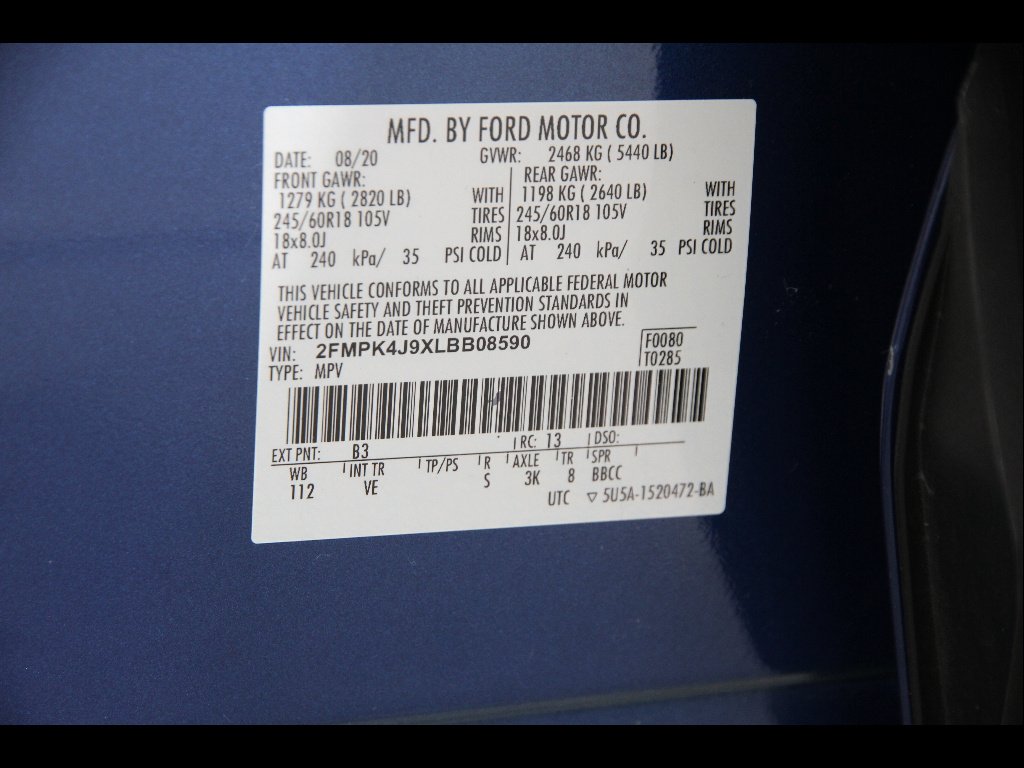 MFD. BY FORD MOTOR CO.
DATE: 08/20 GVWR: 2468 KG ( 5440 LB)
FRONT GAWR: REAR GAWR:
1279 KG ( 2820 LB) WITH 1198 KG ( 2640 LB) WITH
245/60R18 105V TIRES 245/60R18 105V TIRES
18x8.0J RIMS 18x8.0J RIMS
AT 240 kPa/ 35 PSI COLD AT 240 kPa/ 35 PSI COLD
THIS VEHICLE CONFORMS TO ALL APPLICABLE FEDERAL MOTOR
VEHICLE SAFETY AND THEFT PREVENTION STANDARDS IN
EFFECT ON THE DATE OF MANUFACTURE SHOWN ABOVE.
VIN: 2FMPK4J9XLBB08590 F0080
TYPE: MPV T0285
EXT PNT: B3 RC: 13 DSO:
WB INT TR TP/PS R AXLE TR SPR
112 VE S 3K 8 BBCC
UTC ▽ 5U5A-1520472-BA